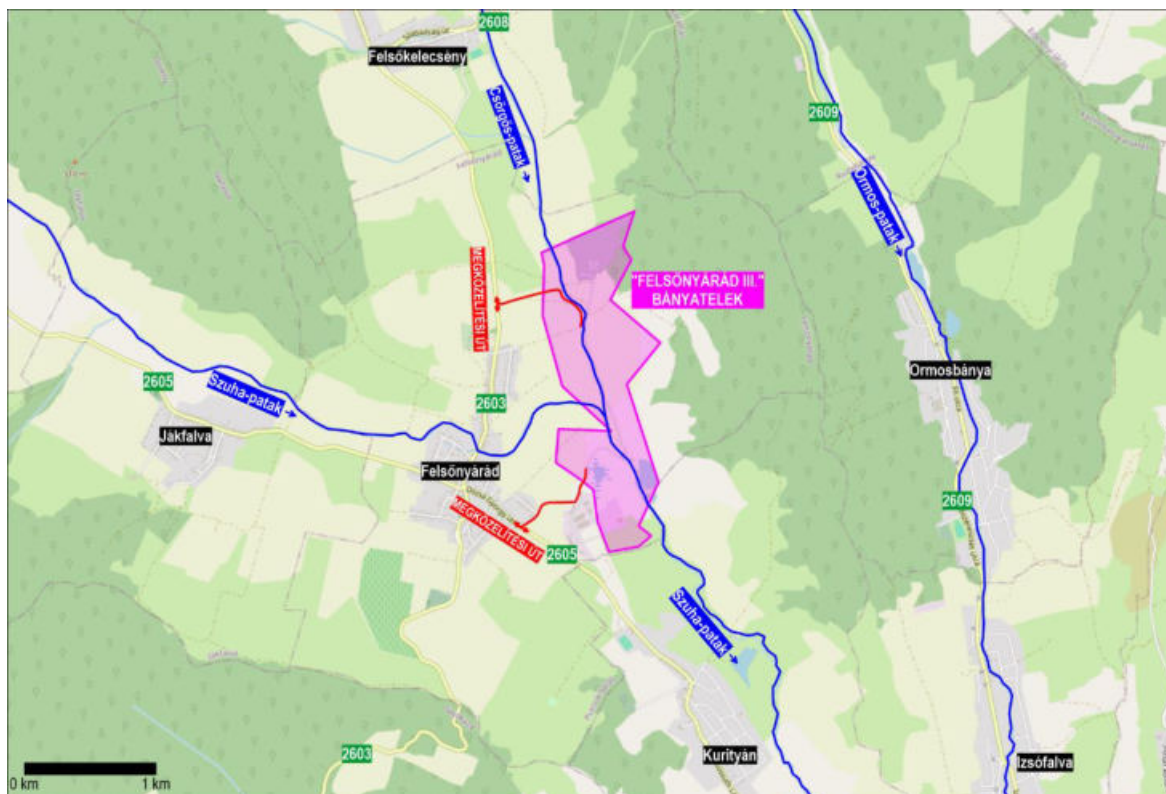 2608
Felsőkelecsény
Csörgős-patak
2609
Ormos-patak
MEGKÖZELÍTÉSI ÚT
"FELSŐNYÁRÁD III."
BÁNYATELEK
2605
Szuha-patak
Jákfalva
2603
Felsőnyárád
Ormosbánya
MEGKÖZELÍTÉSI ÚT
2605
2609
Szuha-patak
2603
Kurityán
Izsófalva
0 km
1 km